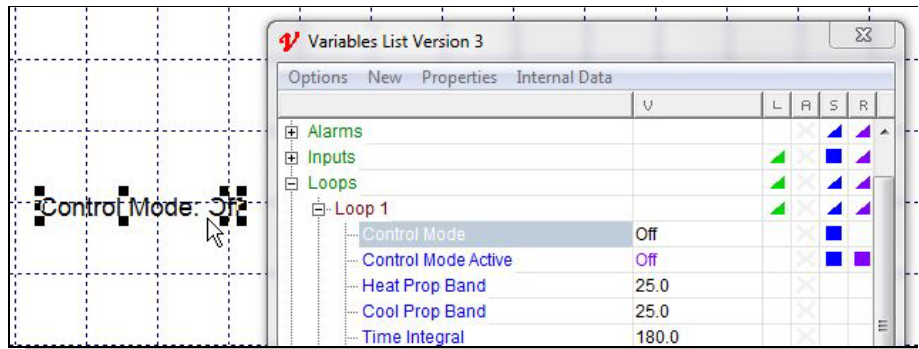 Variables List Version 3
Options New Properties Internal Data
V L A S R
Alarms
Inputs
Loops
Loop 1
Control Mode: Off
Control Mode Off
Control Mode Active Off
Heat Prop Band 25.0
Cool Prop Band 25.0
Time Integral 180.0